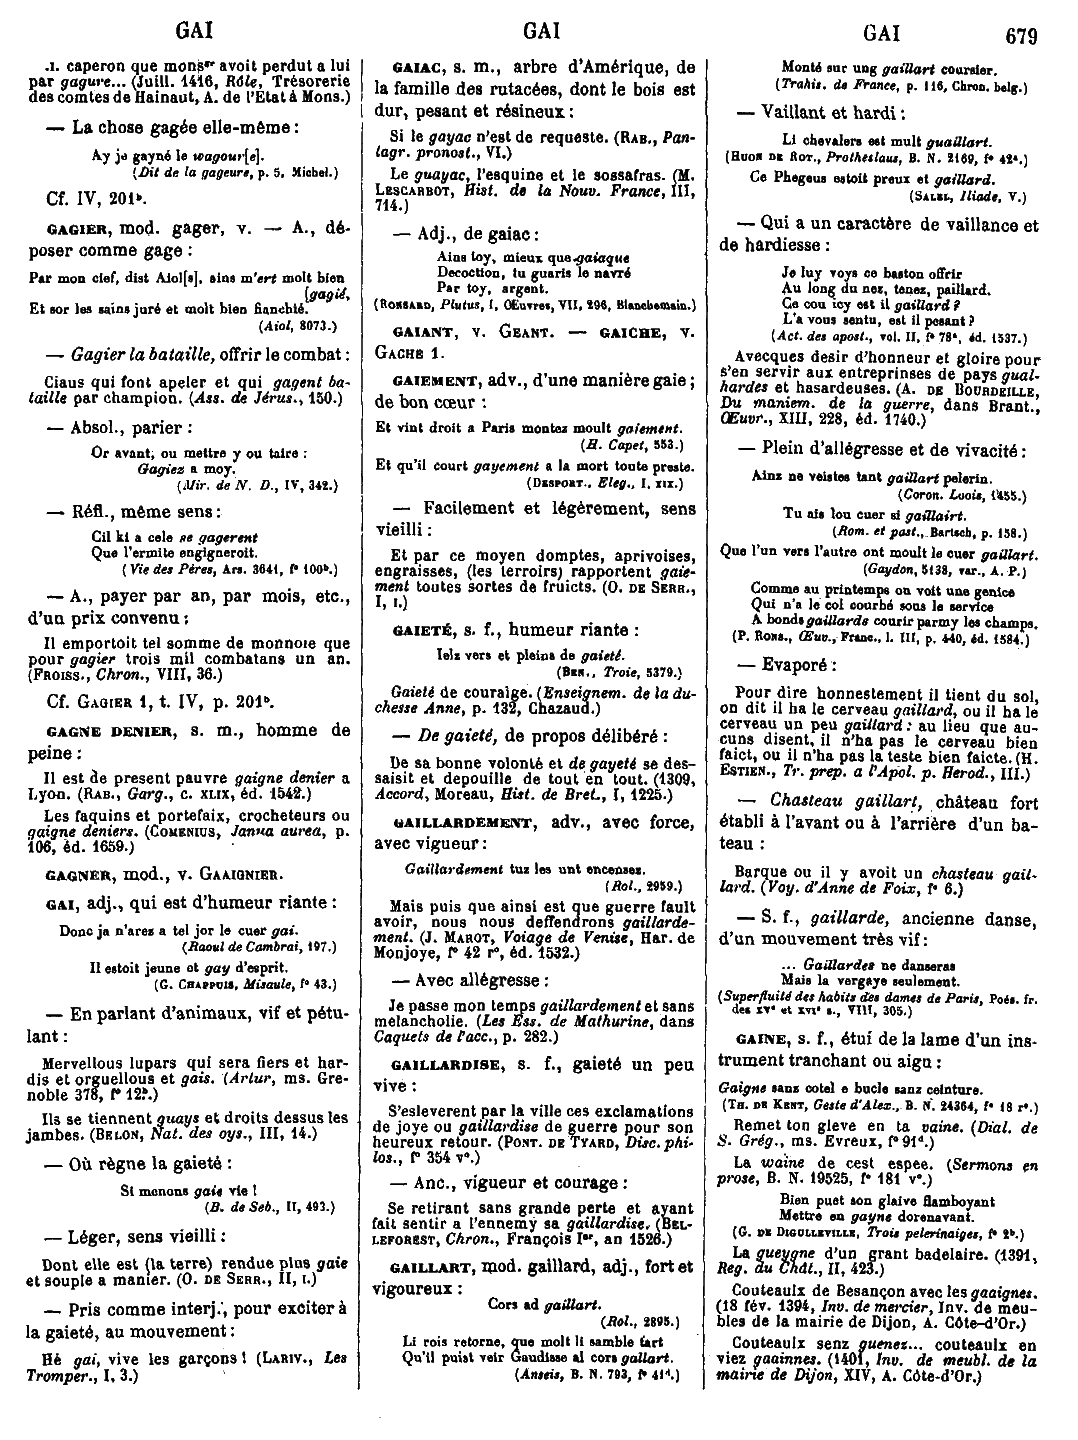 GAI
GAI
GAI
679
.I. caperon que mons^gr avoit perdut a lui
par gagure... (Juill. 1416, Rôle, Trésorerie
des comtes de Hainaut, A. de l'Etat à Mons.)
— La chose gagée elle-même :
Ay je gayné le wagour[e].
(Dit de la gageure, p. 5. Michel.)
Cf. IV, 201^b.
GAGIER, mod. gager, v. — A., dé-
poser comme gage :
Par mon cief, dist Aiol[s], ains m'ert molt bien
[gagié,
Et sor les sains juré et molt bien fianchié.
(Aiol, 8073.)
— Gagier la bataille, offrir le combat :
Ciaus qui font apeler et qui gagent ba-
taille par champion. (Ass. de Jérus., 150.)
— Absol., parier :
Or avant, ou mettre y ou taire :
Gagiez a moy.
(Mir. de N. D., IV, 342.)
— Réfl., même sens :
Cil ki a cele se gagerent
Que l'ermite engigneroit.
(Vie des Pères, Ars. 3641, f° 100^b.)
— A., payer par an, par mois, etc.,
d'un prix convenu :
Il emportoit tel somme de monnoie que
pour gagier trois mil combatans un an.
(FROISS., Chron., VIII, 36.)
Cf. GAGIER 1, t. IV, p. 201^b.
GAGNE DENIER, s. m., homme de
peine :
Il est de present pauvre gaigne denier a
Lyon. (RAB., Garg., c. XLIX, éd. 1542.)
Les faquins et portefaix, crocheteurs ou
gaigne deniers. (COMENIUS, Janua aurea, p.
106, éd. 1659.)
GAGNER, mod., v. GAAIGNIER.
GAI, adj., qui est d'humeur riante :
Donc ja n'ares a tel jor le cuer gai.
(Raoul de Cambrai, 197.)
Il estoit jeune et gay d'esprit.
(G. CHAPPUIS, Misaule, f° 43.)
— En parlant d'animaux, vif et pétu-
lant :
Mervellous lupars qui sera fiers et har-
dis et orguellous et gais. (Artur, ms. Gre-
noble 378, f° 12^b.)
Ils se tiennent guays et droits dessus les
jambes. (BELON, Nat. des oys., III, 14.)
— Où règne la gaieté :
Si menons gaie vie !
(B. de Seb., II, 493.)
— Léger, sens vieilli :
Dont elle est (la terre) rendue plus gaie
et souple a manier. (O. DE SERR., II, I.)
— Pris comme interj., pour exciter à
la gaieté, au mouvement :
Hé gai, vive les garçons ! (LARIV., Les
Tromper., I, 3.)
GAIAC, s. m., arbre d'Amérique, de
la famille des rutacées, dont le bois est
dur, pesant et résineux :
Si le gayac n'est de requeste. (RAB., Pan-
tagr. pronost., VI.)
Le guayac, l'esquine et le sossafras. (M.
LESCARBOT, Hist. de la Nouv. France, III,
714.)
— Adj., de gaiac :
Ains toy, mieux que gaiaque
Decoction, tu guaris le navré
Par toy, argent.
(RONSARD, Plutus, I, Œuvres, VII, 296, Blanchemain.)
GAIANT, v. GEANT. — GAICHE, v.
GACHE 1.
GAIEMENT, adv., d'une manière gaie ;
de bon cœur :
Et vint droit a Paris montez moult gaiement.
(H. Capet, 553.)
Et qu'il court gayement a la mort toute preste.
(DESPORT., Eleg., I, XIX.)
— Facilement et légèrement, sens
vieilli :
Et par ce moyen domptes, aprivoises,
engraisses, (les terroirs) rapportent gaie-
ment toutes sortes de fruicts. (O. DE SERR.,
I, I.)
GAIETÉ, s. f., humeur riante :
Ielz vers et pleins de gaieté.
(BEN., Troie, 5379.)
Gaieté de couraige. (Enseignem. de la du-
chesse Anne, p. 132, Chazaud.)
— De gaieté, de propos délibéré :
De sa bonne volonté et de gayeté se des-
saisit et depouille de tout en tout. (1309,
Accord, Moreau, Hist. de Bret., I, 1225.)
GAILLARDEMENT, adv., avec force,
avec vigueur :
Gaillardement tuz les unt encensez.
(Rol., 2959.)
Mais puis que ainsi est que guerre fault
avoir, nous nous deffendrons gaillarde-
ment. (J. MAROT, Voiage de Venise, Har. de
Monjoye, f° 42 r°, éd. 1532.)
— Avec allégresse :
Je passe mon temps gaillardement et sans
melancholie. (Les Ess. de Mathurine, dans
Caquets de l'acc., p. 282.)
GAILLARDISE, s. f., gaieté un peu
vive :
S'esleverent par la ville ces exclamations
de joye ou gaillardise de guerre pour son
heureux retour. (PONT. DE TYARD, Disc. phi-
los., f° 354 v°.)
— Anc., vigueur et courage :
Se retirant sans grande perte et ayant
fait sentir a l'ennemy sa gaillardise. (BEL-
LEFOREST, Chron., François I^er, an 1526.)
GAILLART, mod. gaillard, adj., fort et
vigoureux :
Cors ad gaillart.
(Rol., 2895.)
Li rois retorne, que molt li samble tart
Qu'il puist veir Gaudisse al cors gallart.
(Anseis, B. N. 793, f° 41^d.)
Monté sur ung gaillart coursier.
(Trahis. de France, p. 116, Chron. belg.)
— Vaillant et hardi :
Li chevalers est mult guaillart.
(HUON DE ROT., Protheslaus, B. N. 2169, f° 42^a.)
Ce Phegeus estoit preux et gaillard.
(SALEL, Iliade, V.)
— Qui a un caractère de vaillance et
de hardiesse :
Je luy voys ce baston offrir
Au long du nez, tenez, paillard.
Ce cou icy est il gaillard ?
L'a vous sentu, est il pesant ?
(Act. des apost., vol. II, f° 78^a, éd. 1537.)
Avecques desir d'honneur et gloire pour
s'en servir aux entreprinses de pays gual-
hardes et hasardeuses. (A. DE BOURDEILLE,
Du maniem. de la guerre, dans Brant.,
Œuvr., XIII, 228, éd. 1740.)
— Plein d'allégresse et de vivacité :
Ainz ne veistes tant gaillart pelerin.
(Coron. Loois, 1455.)
Tu ais lou cuer si gaillairt.
(Rom. et past., Bartsch, p. 158.)
Que l'un vers l'autre ont moult le cuer gaillart.
(Gaydon, 5138, var., A. P.)
Comme au printemps on voit une genice
Qui n'a le col courbé sous le service
A bonds gaillards courir parmy les champs.
(P. RONS., Œuv., Franc., l. III, p. 440, éd. 1584.)
— Evaporé :
Pour dire honnestement il tient du sol,
on dit il ha le cerveau gaillard, ou il ha le
cerveau un peu gaillard : au lieu que au-
cuns disent, il n'ha pas le cerveau bien
faict, ou il n'ha pas la teste bien faicte. (H.
ESTIEN., Tr. prep. a l'Apol. p. Herod., III.)
— Chasteau gaillart, château fort
établi à l'avant ou à l'arrière d'un ba-
teau :
Barque ou il y avoit un chasteau gail-
lard. (Voy. d'Anne de Foix, f° 6.)
— S. f., gaillarde, ancienne danse,
d'un mouvement très vif :
... Gaillardes ne danseras
Mais la vergaye seulement.
(Superfluité des habits des dames de Paris, Poés. fr.
des XV^e et XVI^e s., VIII, 305.)
GAINE, s. f., étui de la lame d'un ins-
trument tranchant ou aigu :
Gaigne sanz cotel e bucle sanz ceinture.
(TH. DE KENT, Geste d'Alex., B. N. 24364, f° 18 r°.)
Remet ton gleve en ta vaine. (Dial. de
S. Grég., ms. Evreux, f° 91^d.)
La waine de cest espee. (Sermons en
prose, B. N. 19525, f° 181 v°.)
Bien puet son glaive flamboyant
Mettre en gayne dorenavant.
(G. DE DIGULLEVILLE, Trois pelerinaiges, f° 2^b.)
La gueygne d'un grant badelaire. (1391,
Reg. du Chât., II, 423.)
Couteaulx de Besançon avec les gaaignes.
(18 fév. 1394, Inv. de mercier, Inv. de meu-
bles de la mairie de Dijon, A. Côte-d'Or.)
Couteaulx senz guenez... couteaulx en
viez gaainnes. (1401, Inv. de meubl. de la
mairie de Dijon, XIV, A. Côte-d'Or.)